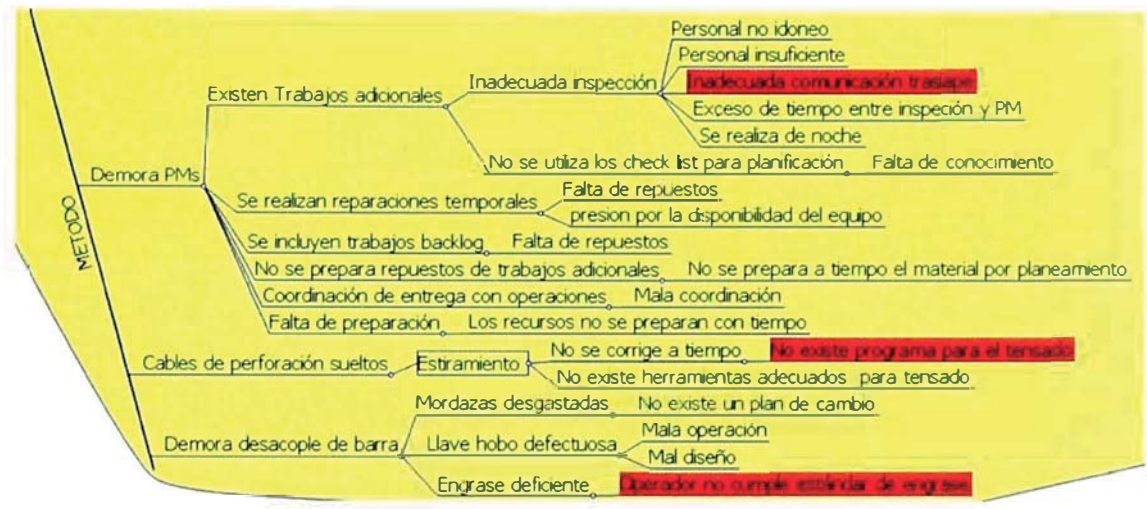 Personal no idoneo
Personal insuficiente
Inadecuada inspección
Inadecuada comunicación traslape
Existen Trabajos adicionales
Exceso de tiempo entre inspeción y PM
Se realiza de noche
No se utiliza los check list para planificación
Falta de conocimiento
Demora PMs
Falta de repuestos
Se realizan reparaciones temporales
presion por la disponibilidad del equipo
METODO
Se incluyen trabajos backlog
Falta de repuestos
No se prepara repuestos de trabajos adicionales
No se prepara a tiempo el material por planeamiento
Coordinación de entrega con operaciones
Mala coordinación
Falta de preparación
Los recursos no se preparan con tiempo
No se corrige a tiempo
No existe programa para el tensado
Cables de perforación sueltos
Estiramiento
No existe herramientas adecuados para tensado
Mordazas desgastadas
No existe un plan de cambio
Mala operación
Demora desacople de barra
Llave hobo defectuosa
Mal diseño
Engrase deficiente
Operador no cumple estándar de engrase